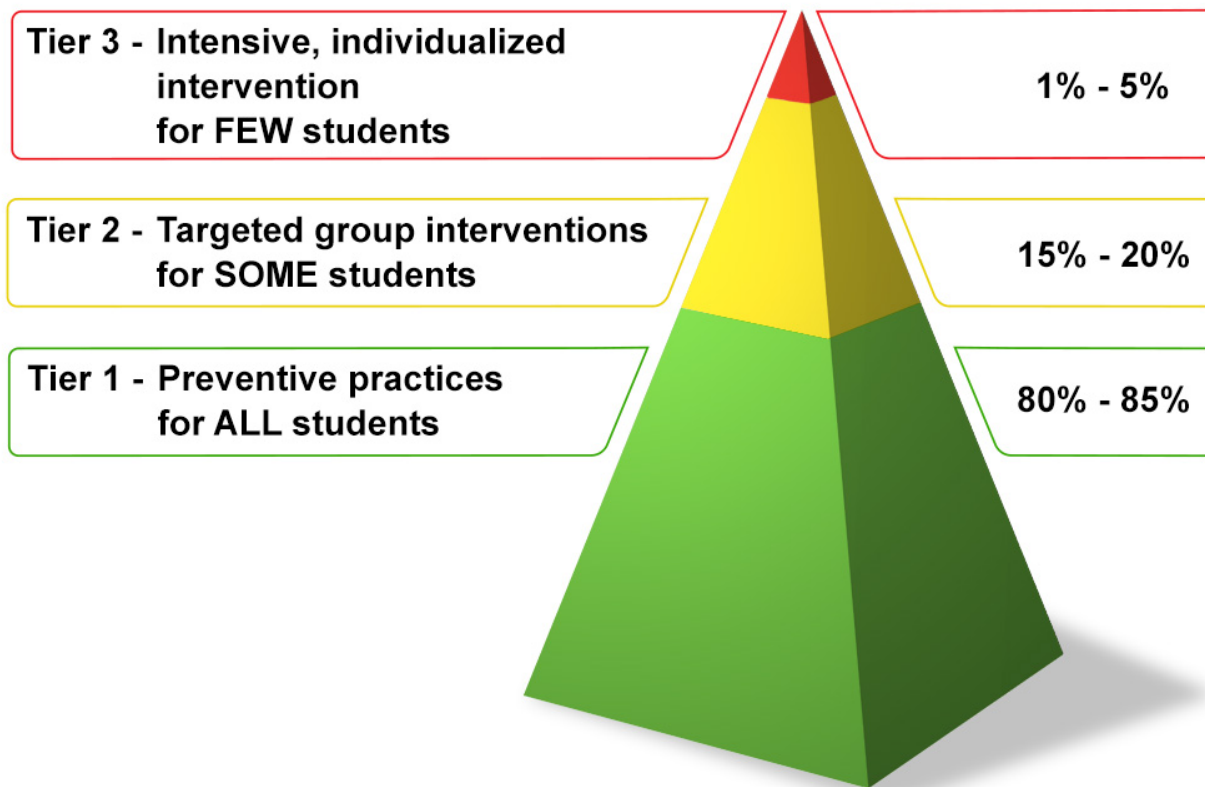 Tier 3 - Intensive, individualized
intervention
for FEW students
1% - 5%
Tier 2 - Targeted group interventions
for SOME students
15% - 20%
Tier 1 - Preventive practices
for ALL students
80% - 85%